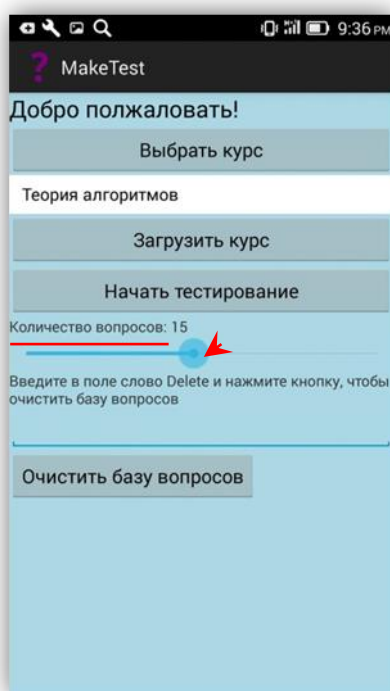 9:36 PM
MakeTest
Добро полжаловать!
Выбрать курс
Теория алгоритмов
Загрузить курс
Начать тестирование
Количество вопросов: 15
Введите в поле слово Delete и нажмите кнопку, чтобы
очистить базу вопросов
Очистить базу вопросов